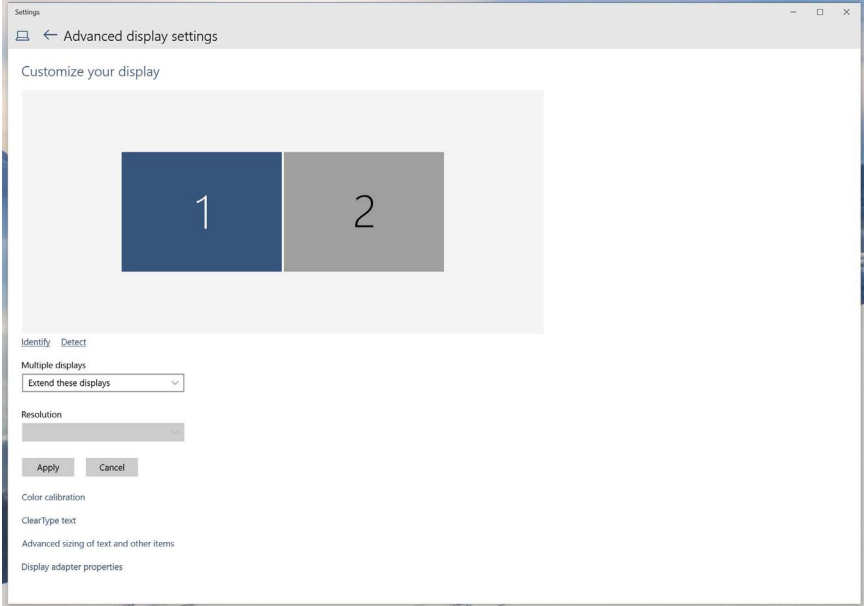 Settings
Advanced display settings
Customize your display
1 2
Identify Detect
Multiple displays
Extend these displays
Resolution
Apply Cancel
Color calibration
ClearType text
Advanced sizing of text and other items
Display adapter properties